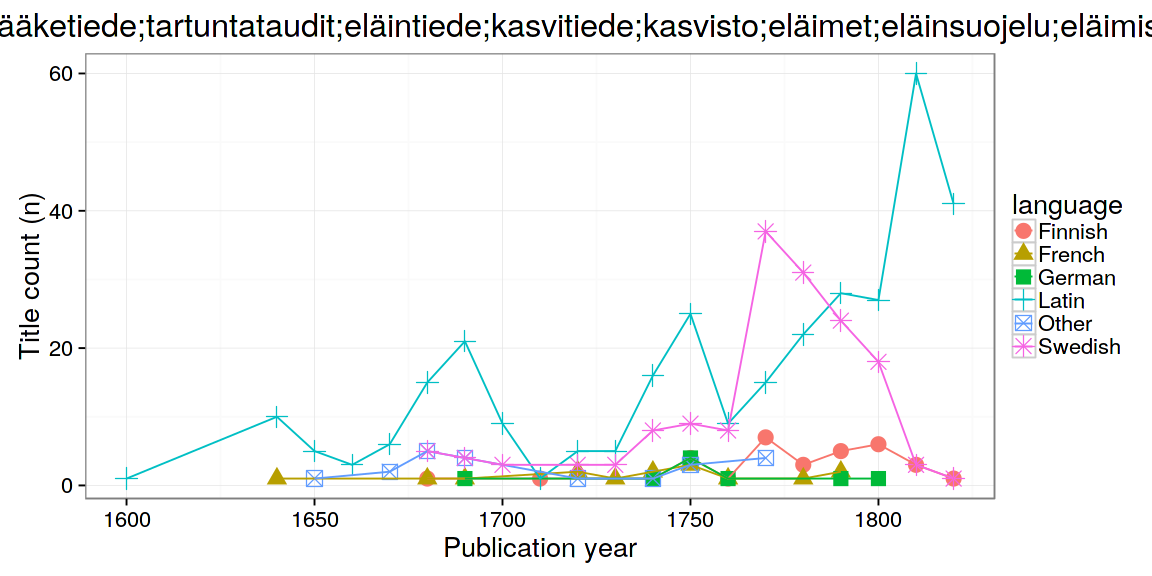 ääketiede;tartuntataudit;eläintiede;kasvitiede;kasvisto;eläimet;eläinsuojelu;eläimis
Title count (n)
60
40
20
0
1600 1650 1700 1750 1800
Publication year
language
Finnish
French
German
Latin
Other
Swedish